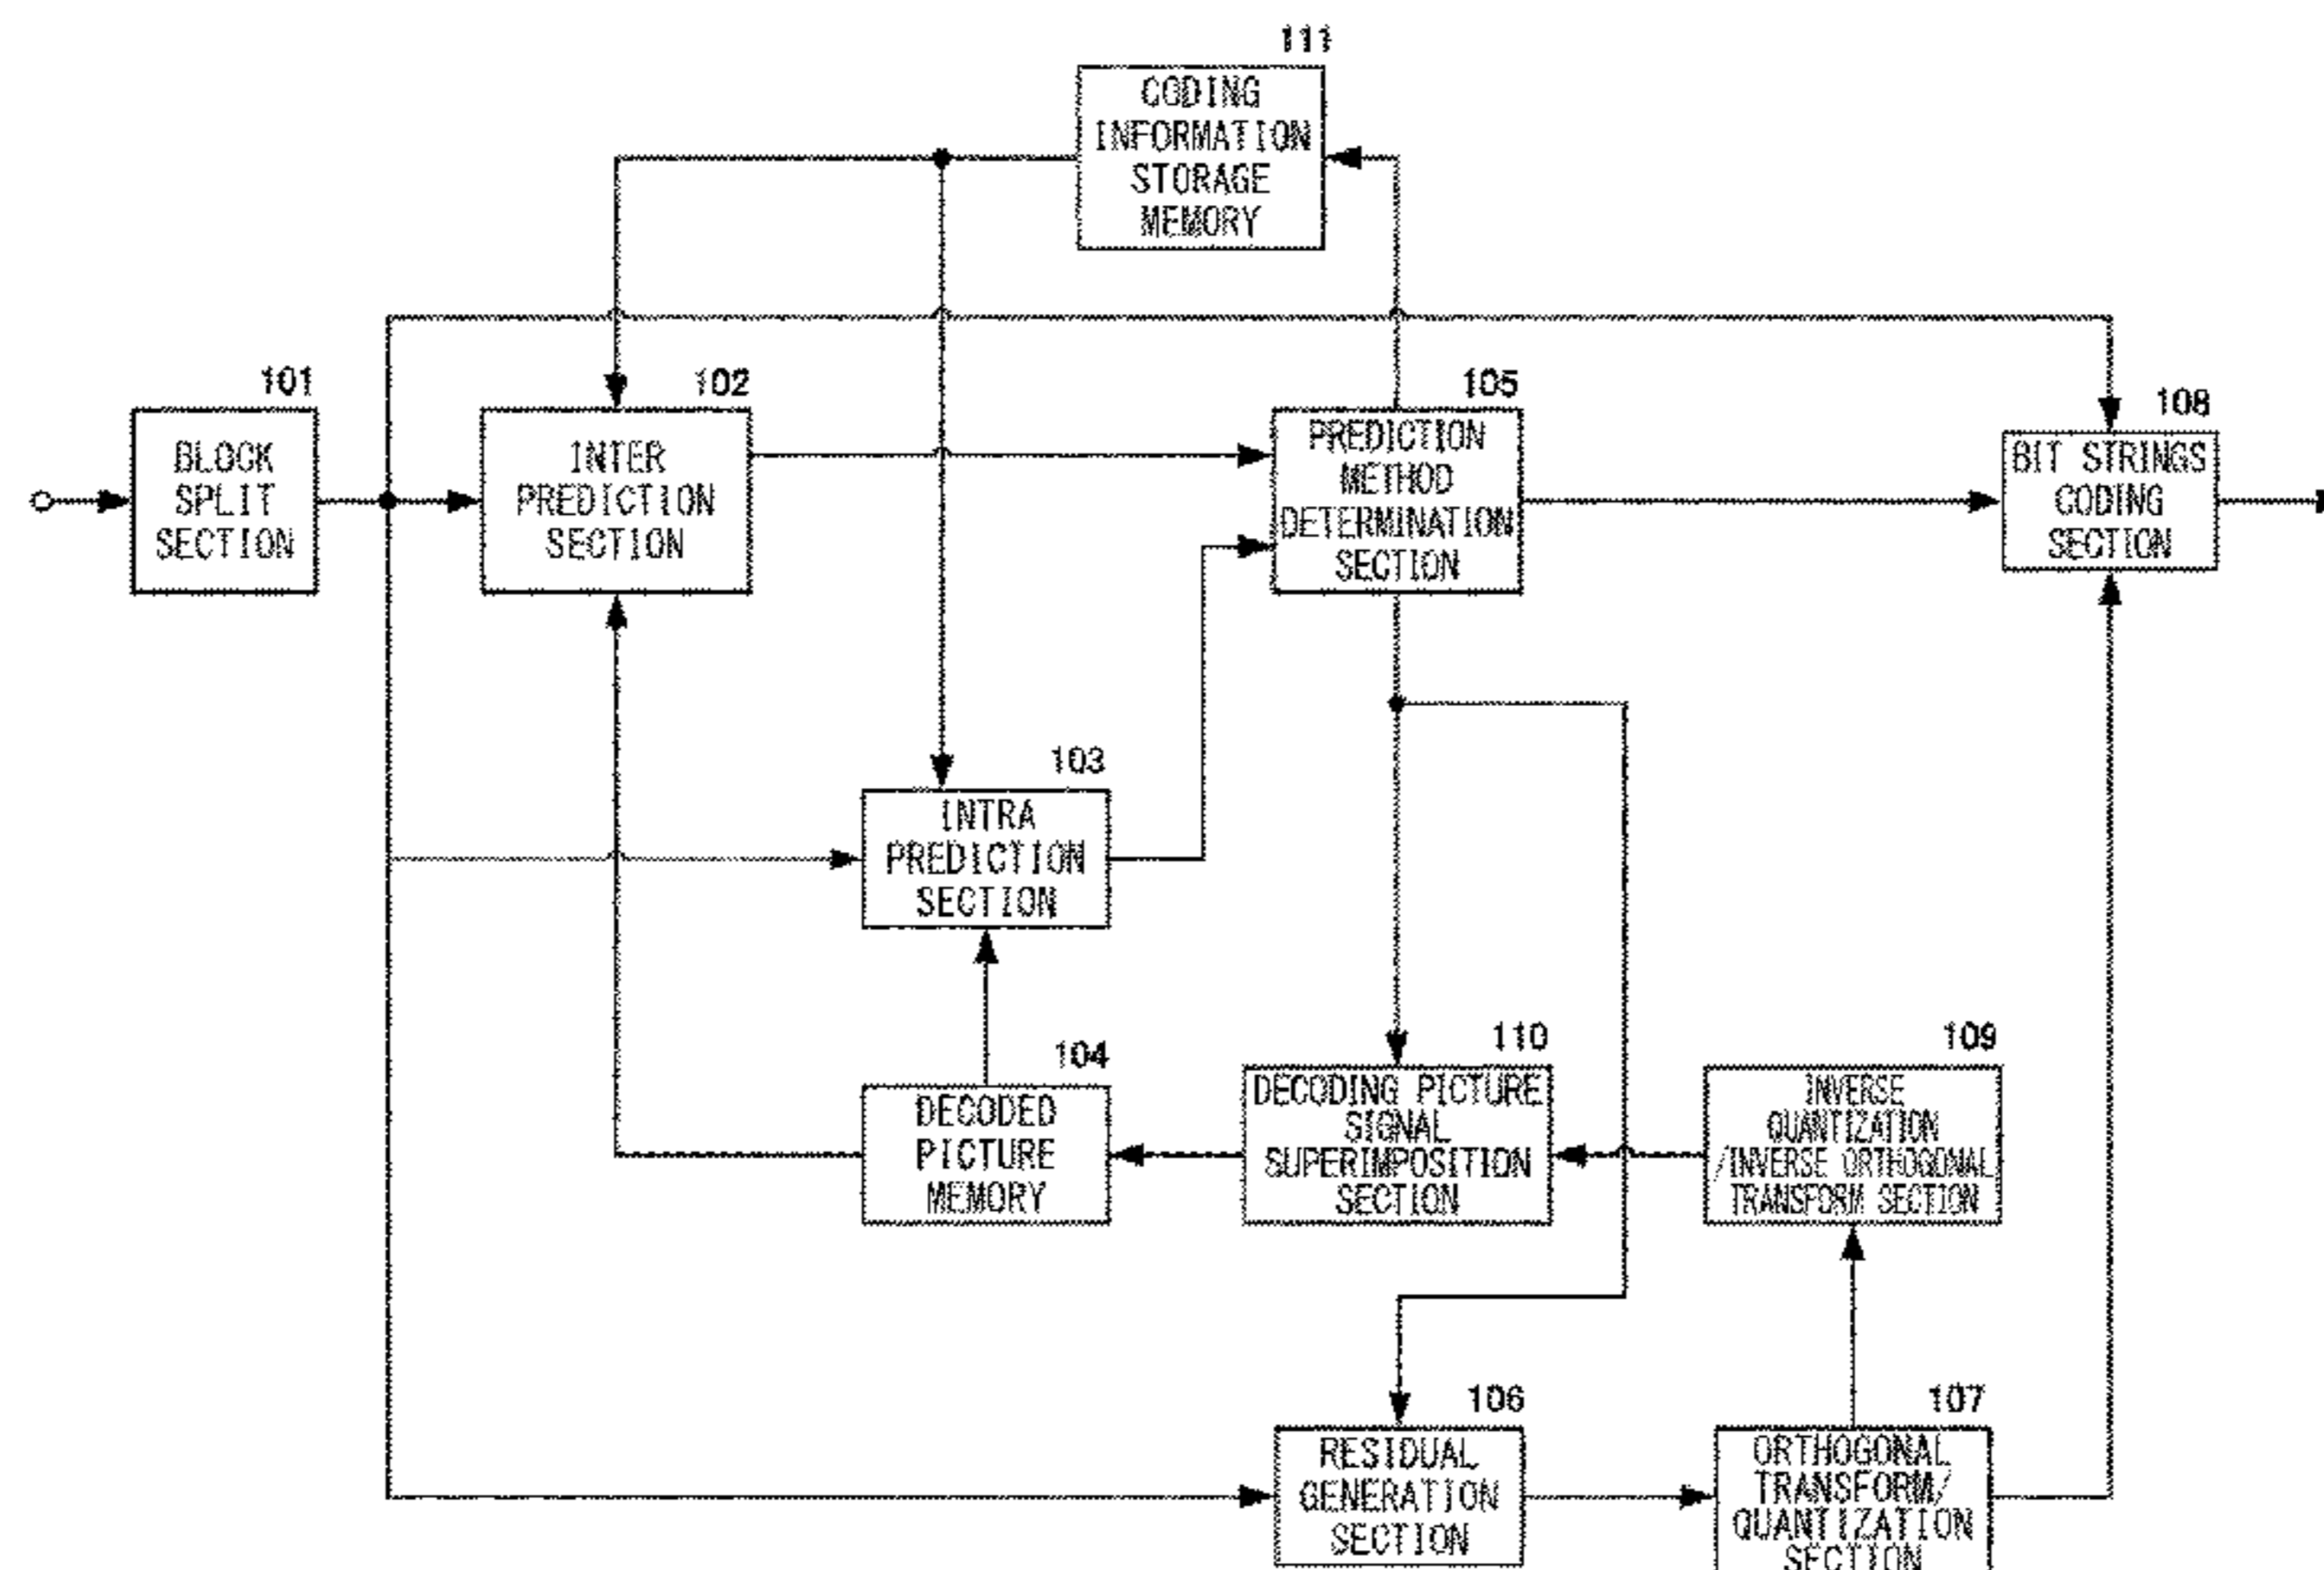 111
CODING
INFORMATION
STORAGE
MEMORY
101
BLOCK
SPLIT
SECTION
102
INTER
PREDICTION
SECTION
105
PREDICTION
METHOD
DETERMINATION
SECTION
108
BIT STRINGS
CODING
SECTION
103
INTRA
PREDICTION
SECTION
104
DECODED
PICTURE
MEMORY
110
DECODING PICTURE
SIGNAL
SUPERIMPOSITION
SECTION
109
INVERSE
QUANTIZATION
/INVERSE ORTHOGONAL
TRANSFORM SECTION
106
RESIDUAL
GENERATION
SECTION
107
ORTHOGONAL
TRANSFORM/
QUANTIZATION
SECTION